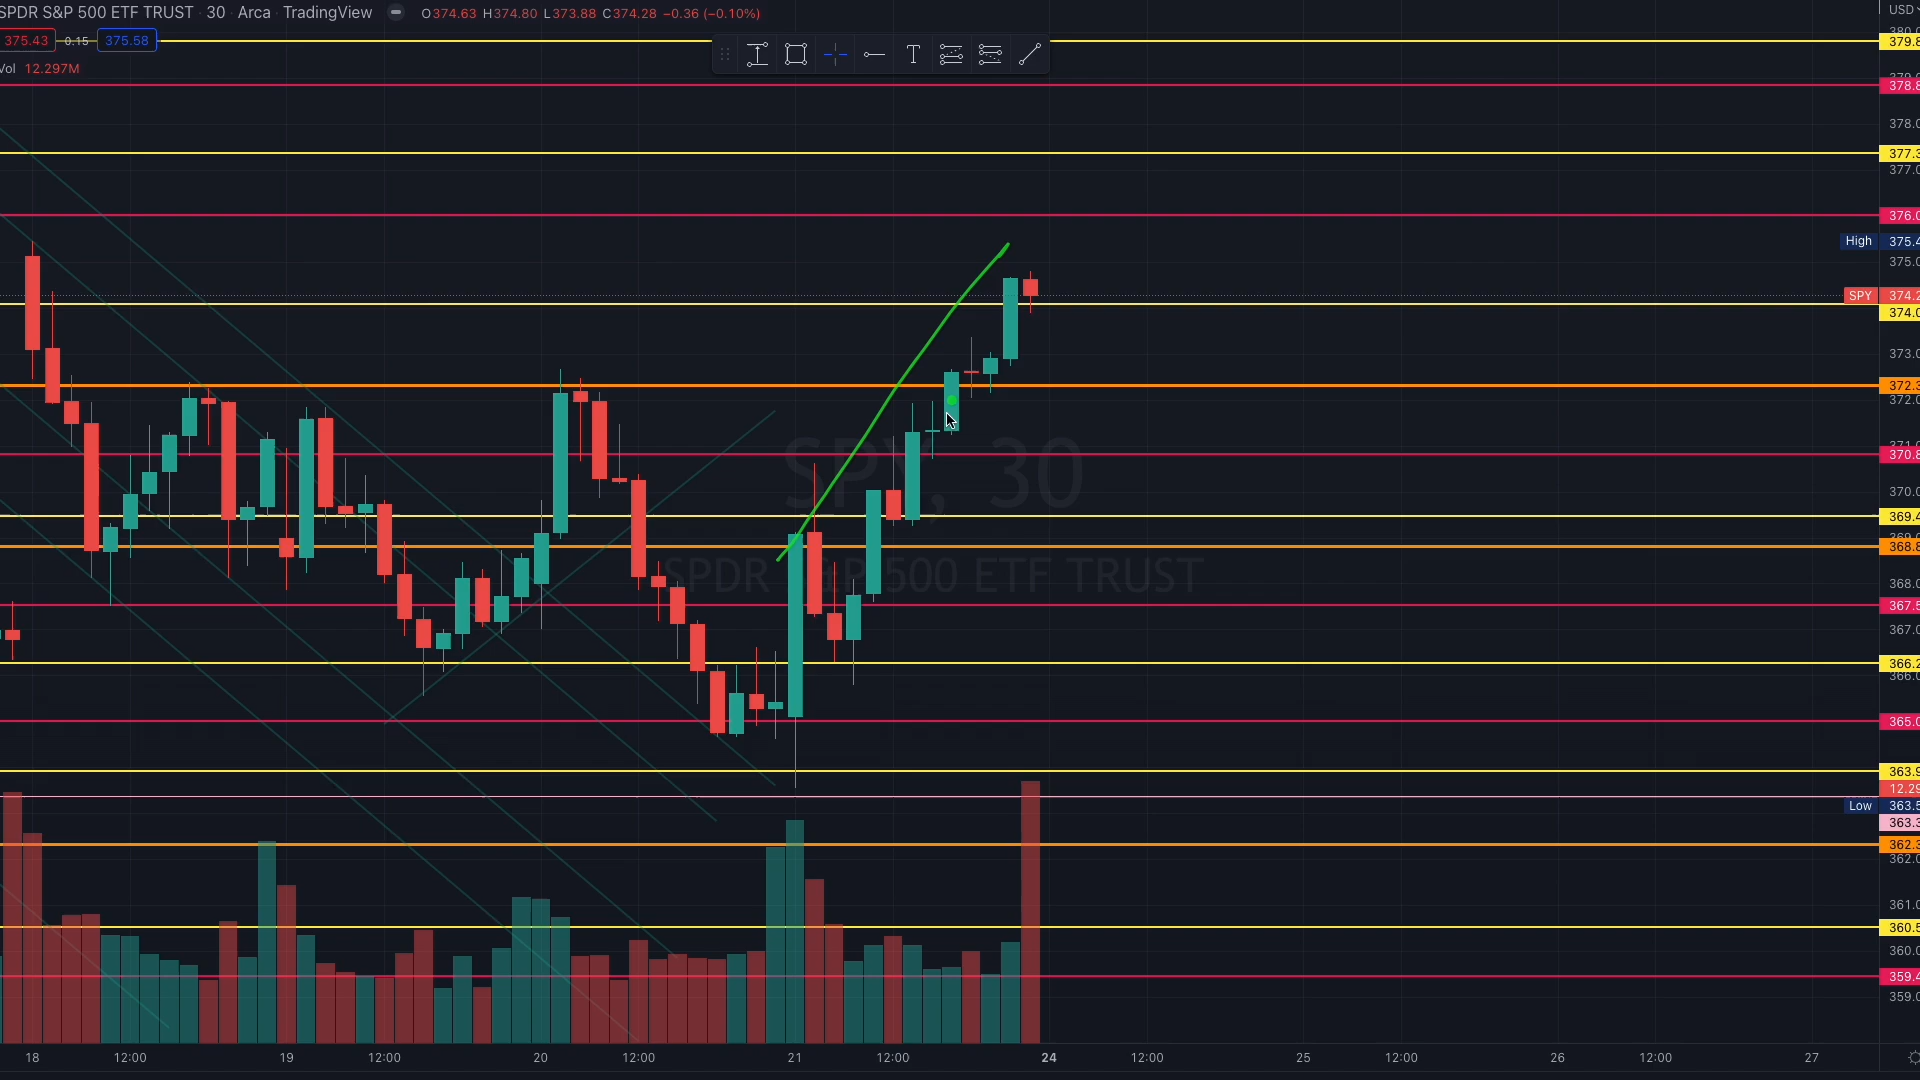 SPDR S&P 500 ETF TRUST · 30 · Arca · TradingView
O374.63 H374.80 L373.88 C374.28 −0.36 (−0.10%)
USD
375.43 0.15 375.58
Vol 12.297M
T
379.8
378.8
378.0
377.3
377.0
376.0
High 375.4
375.0
SPY 374.2
374.0
373.0
372.3
372.0
370.8
SPY, 30
370.0
369.4
368.8
SPDR S&P 500 ETF TRUST
368.0
367.5
367.0
366.2
366.0
365.0
363.9
12.29
Low 363.5
363.3
362.3
362.0
361.0
360.5
360.0
359.4
359.0
18 12:00 19 12:00 20 12:00 21 12:00 24 12:00 25 12:00 26 12:00 27